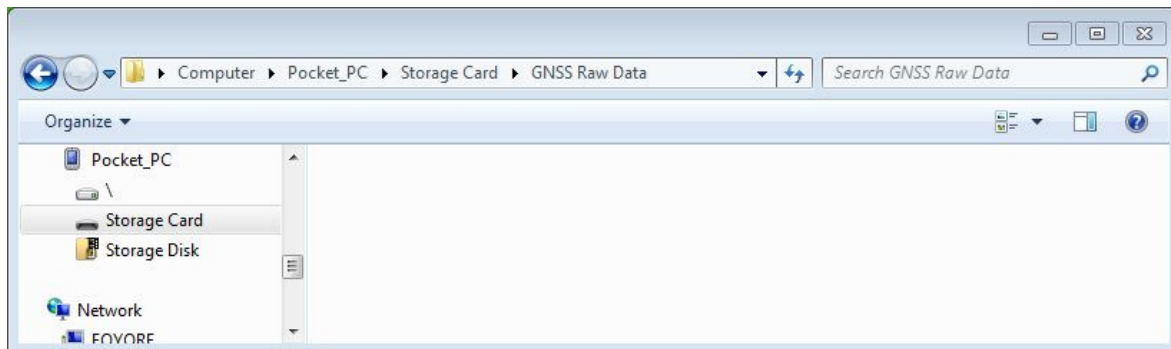 Computer ▸ Pocket_PC ▸ Storage Card ▸ GNSS Raw Data
Search GNSS Raw Data
Organize
Pocket_PC
\
Storage Card
Storage Disk
Network